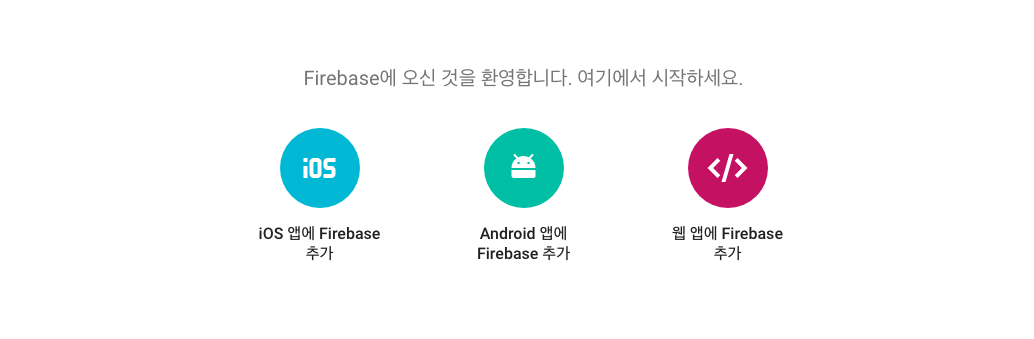 Firebase에 오신 것을 환영합니다. 여기에서 시작하세요.
iOS
iOS 앱에 Firebase
추가
Android 앱에
Firebase 추가
</>
웹 앱에 Firebase
추가